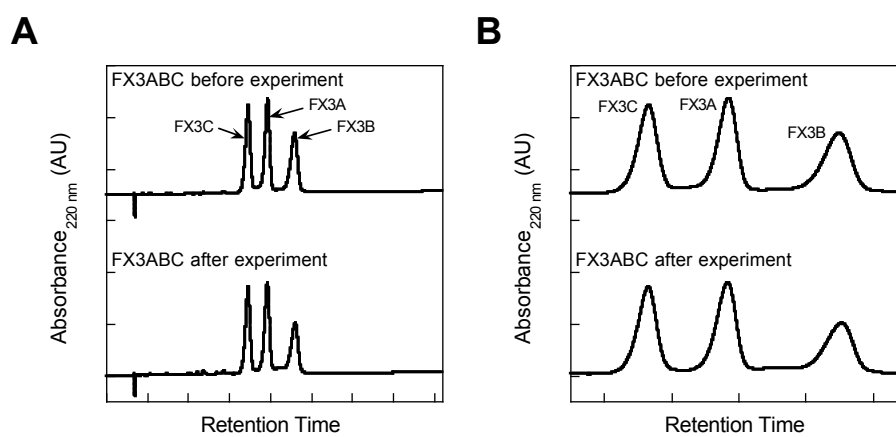 A
FX3ABC before experiment
FX3A
FX3C
FX3B
FX3ABC after experiment
Absorbance220 nm (AU)
Retention Time
B
FX3ABC before experiment
FX3C
FX3A
FX3B
FX3ABC after experiment
Absorbance220 nm (AU)
Retention Time